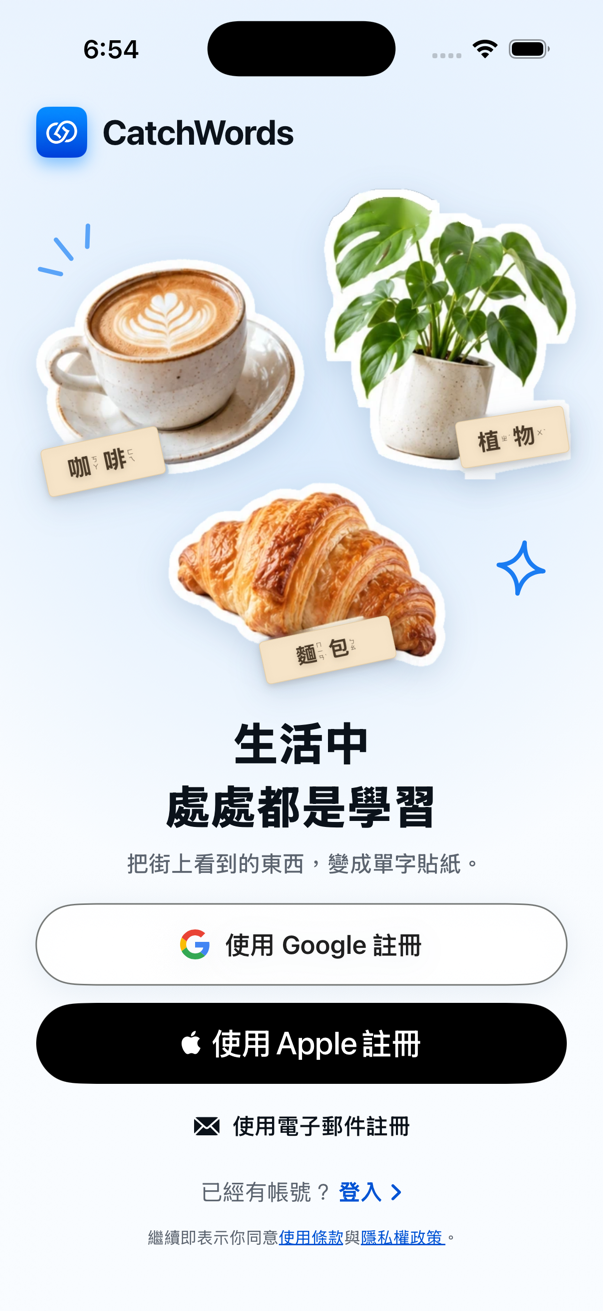 6:54
CatchWords
咖啡
植物
麵包
生活中
處處都是學習
把街上看到的東西，變成單字貼紙。
使用 Google 註冊
使用 Apple 註冊
使用電子郵件註冊
已經有帳號？登入
繼續即表示你同意使用條款與隱私權政策。